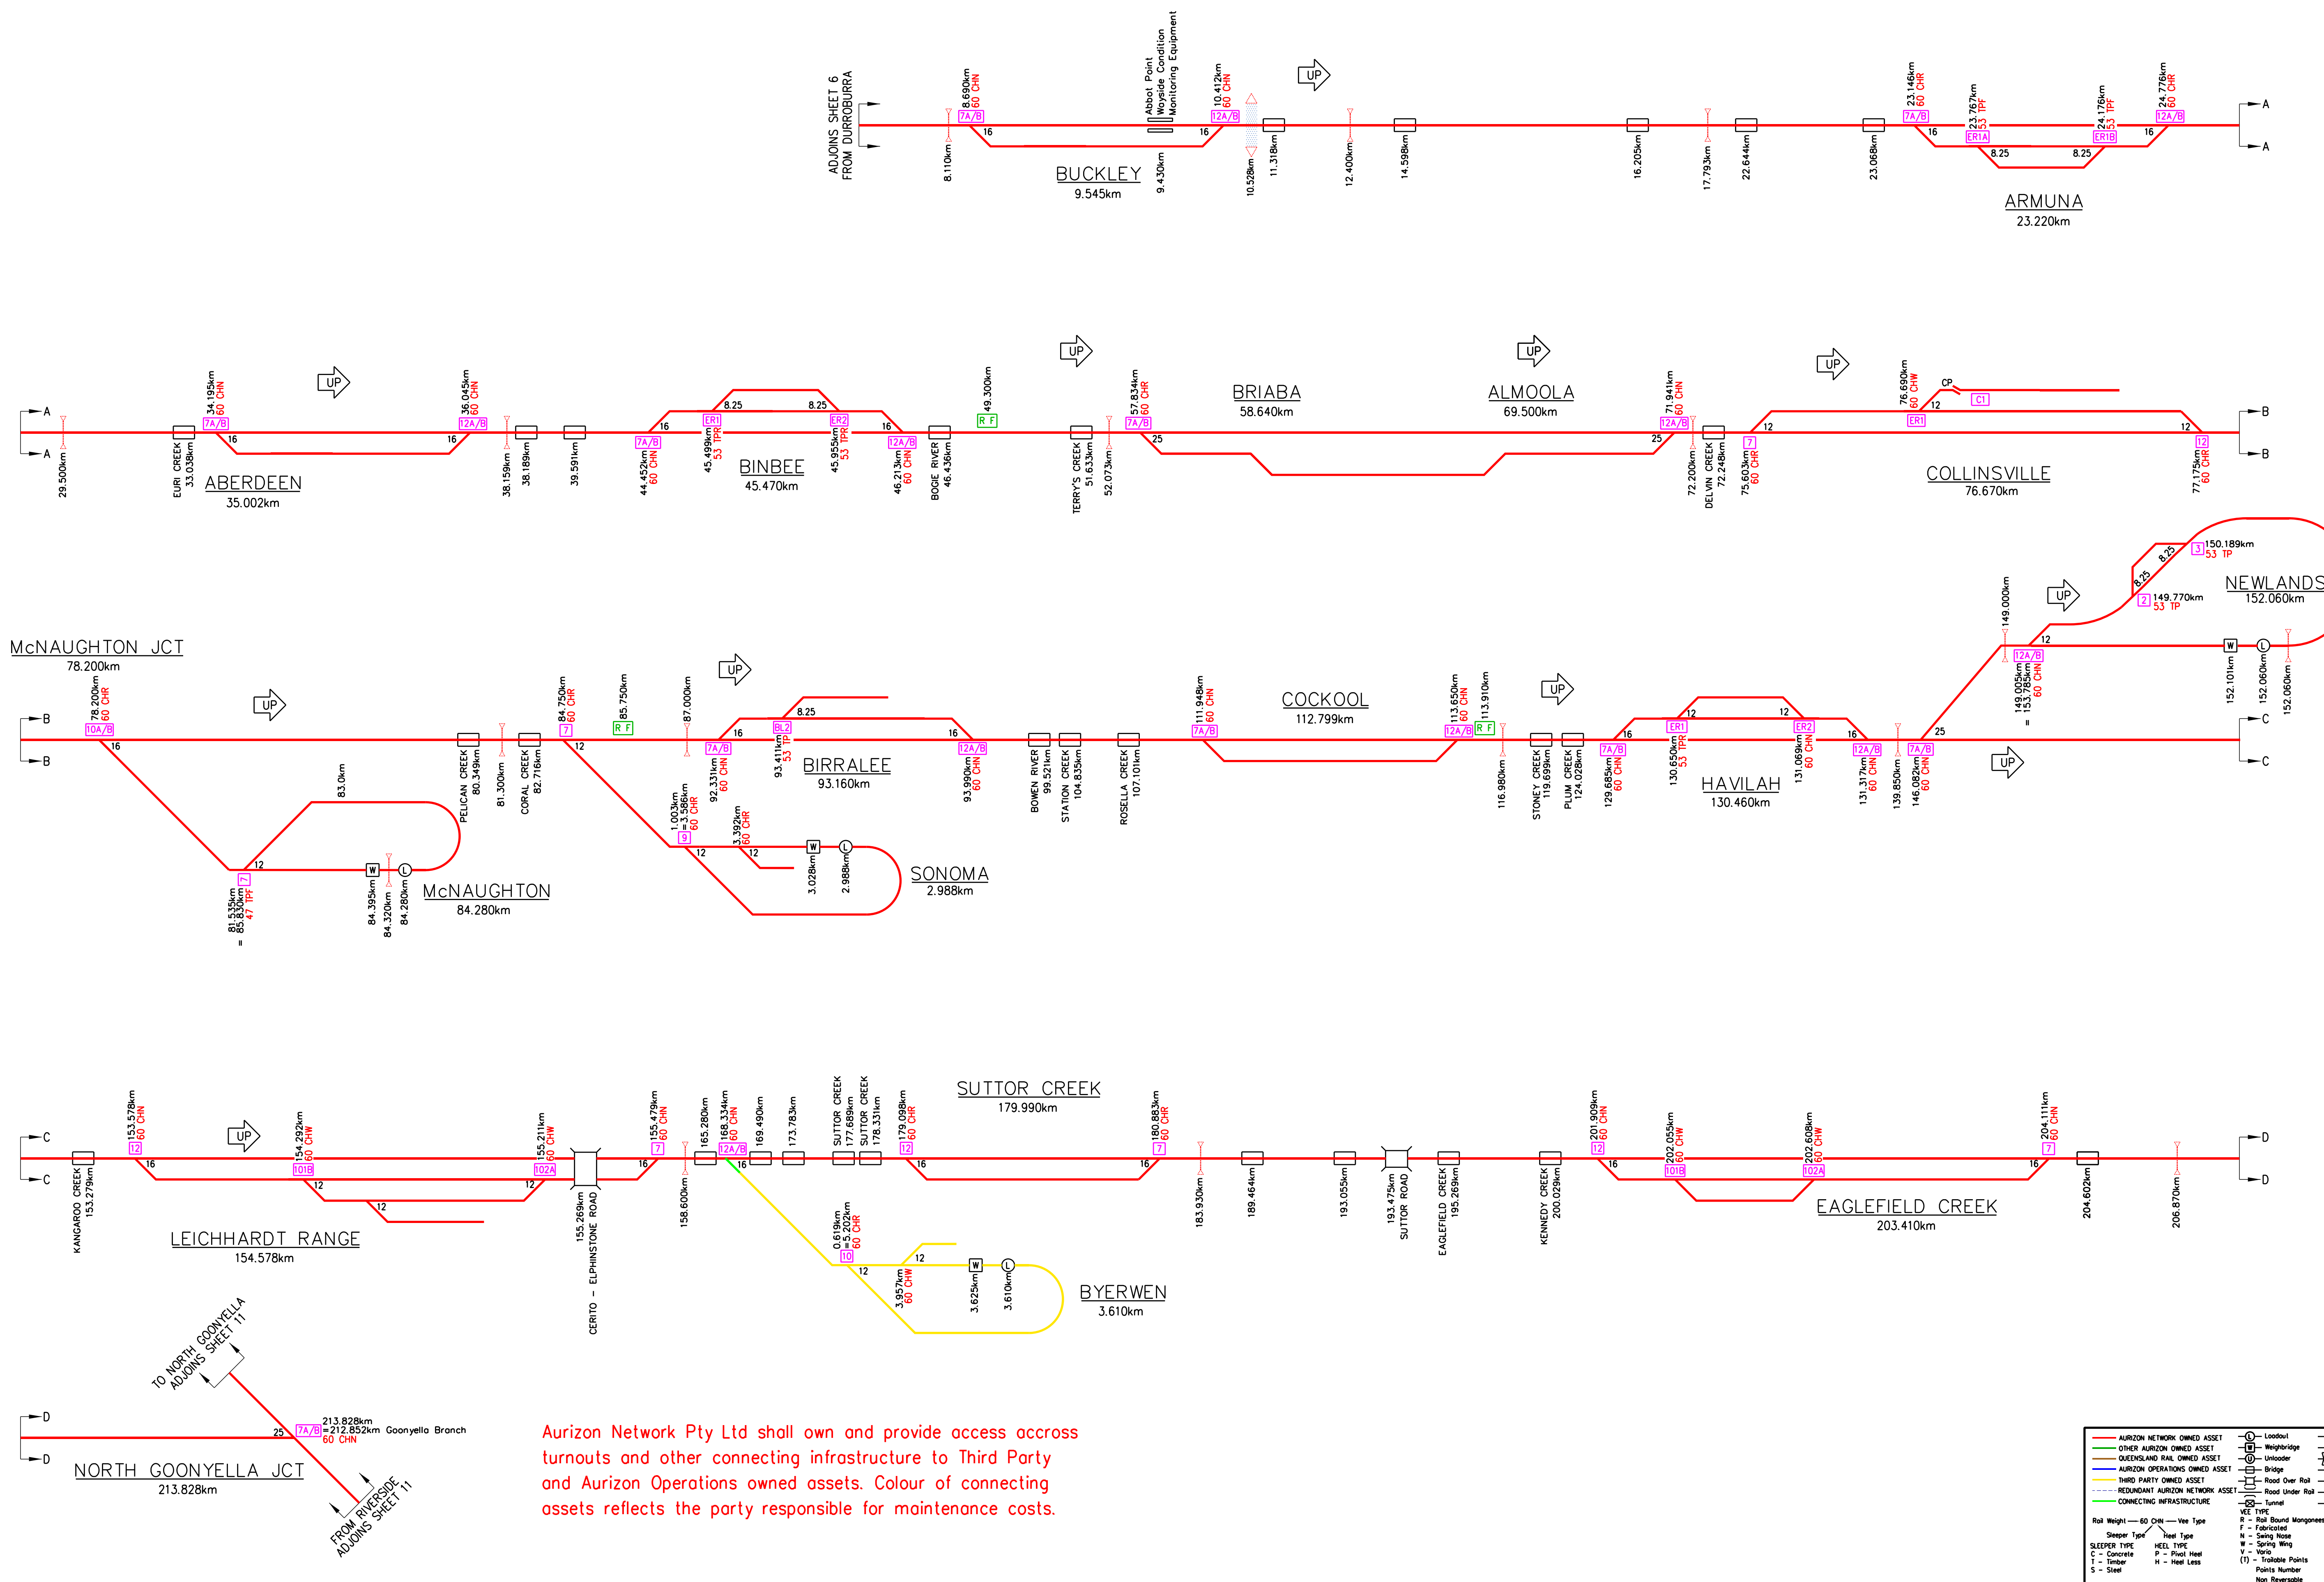 ADJOINS SHEET 6
FROM DURROBURRA
8.110km
8.690km
60 CHN
7A/B
16
BUCKLEY
9.545km
Abbot Point
Wayside Condition
Monitoring Equipment
9.430km
10.412km
60 CHN
12A/B
10.528km
11.318km
UP
12.400km
14.598km
16.205km
17.793km
22.644km
23.068km
23.146km
60 CHR
7A/B
16
23.767km
53 TPF
ER1A
8.25
24.176km
53 TPF
ER1B
8.25
24.776km
60 CHR
12A/B
16
ARMUNA
23.220km
A
A
A
A
29.500km
EURI CREEK
33.038km
34.195km
60 CHN
7A/B
16
ABERDEEN
35.002km
UP
36.045km
60 CHN
12A/B
16
38.159km
38.189km
39.591km
7A/B
44.452km
60 CHN
16
ER1
45.499km
53 TPR
8.25
BINBEE
45.470km
8.25
ER2
45.955km
53 TPR
16
12A/B
46.213km
60 CHN
BOGIE RIVER
46.436km
49.300km
R F
UP
TERRY'S CREEK
51.633km
52.073km
57.834km
60 CHR
7A/B
25
BRIABA
58.640km
UP
ALMOOLA
69.500km
71.941km
60 CHN
12A/B
25
72.200km
DELVIN CREEK
72.248km
7
75.603km
60 CHR
12
UP
76.690km
60 CHW
ER1
12
CP
C1
COLLINSVILLE
76.670km
12
12
77.175km
60 CHR
B
B
McNAUGHTON JCT
78.200km
B
B
78.200km
60 CHR
10A/B
16
UP
81.535km
= 85.830km
47 TPF
7
12
83.0km
W
84.395km
84.320km
L
84.280km
McNAUGHTON
84.280km
PELICAN CREEK
80.349km
81.300km
CORAL CREEK
82.716km
84.750km
60 CHR
7
12
85.750km
R F
87.000km
1.003km
=3.586km
60 CHR
9
12
3.392km
60 CHR
12
W
3.028km
L
2.988km
SONOMA
2.988km
UP
7A/B
92.331km
60 CHN
16
BL2
93.411km
53 TP
8.25
BIRRALEE
93.160km
16
12A/B
93.990km
60 CHN
BOWEN RIVER
99.521km
STATION CREEK
104.835km
ROSELLA CREEK
107.101km
111.948km
60 CHN
7A/B
COCKOOL
112.799km
113.650km
60 CHN
12A/B
113.910km
R F
116.980km
UP
STONEY CREEK
119.699km
PLUM CREEK
124.028km
7A/B
129.685km
60 CHN
16
ER1
130.650km
53 TPR
12
HAVILAH
130.460km
12
ER2
131.069km
60 CHN
16
12A/B
131.317km
60 CHN
139.850km
7A/B
146.082km
60 CHN
25
UP
149.000km
12
12A/B
149.005km
= 153.785km
60 CHN
UP
8.25
2
149.770km
53 TP
8.25
3
150.189km
53 TP
NEWLANDS
152.060km
W
152.101km
L
152.060km
152.060km
C
C
C
C
KANGAROO CREEK
153.279km
153.578km
60 CHN
12
16
UP
154.292km
60 CHW
101B
12
12
LEICHHARDT RANGE
154.578km
155.211km
60 CHW
102A
12
155.269km
CERITO - ELPHINSTONE ROAD
155.479km
60 CHN
7
16
158.600km
165.280km
168.334km
60 CHN
12A/B
16
169.490km
173.783km
SUTTOR CREEK
177.689km
SUTTOR CREEK
178.331km
179.098km
60 CHR
12
16
SUTTOR CREEK
179.990km
180.883km
60 CHR
7
16
183.930km
189.464km
193.055km
193.475km
SUTTOR ROAD
EAGLEFIELD CREEK
195.269km
KENNEDY CREEK
200.029km
201.909km
60 CHN
12
16
202.055km
60 CHW
101B
202.608km
60 CHW
102A
EAGLEFIELD CREEK
203.410km
204.111km
60 CHN
7
16
204.602km
206.870km
D
D
0.619km
=5.202km
60 CHR
10
12
3.957km
60 CHW
12
W
3.625km
L
3.610km
BYERWEN
3.610km
TO NORTH GOONYELLA
ADJOINS SHEET 11
D
D
25
7A/B
213.828km
=212.852km Goonyella Branch
60 CHN
NORTH GOONYELLA JCT
213.828km
FROM RIVERSIDE
ADJOINS SHEET 11
Aurizon Network Pty Ltd shall own and provide access accross
turnouts and other connecting infrastructure to Third Party
and Aurizon Operations owned assets. Colour of connecting
assets reflects the party responsible for maintenance costs.
AURIZON NETWORK OWNED ASSET
OTHER AURIZON OWNED ASSET
QUEENSLAND RAIL OWNED ASSET
AURIZON OPERATIONS OWNED ASSET
THIRD PARTY OWNED ASSET
REDUNDANT AURIZON NETWORK ASSET
CONNECTING INFRASTRUCTURE
L Loadout
W Weighbridge
U Unloader
Bridge
Road Over Rail
Road Under Rail
Tunnel
Rail Weight 60 CHN Vee Type
Sleeper Type Heel Type
SLEEPER TYPE
C - Concrete
T - Timber
S - Steel
HEEL TYPE
P - Pivot Heel
H - Heel Less
VEE TYPE
R - Rail Bound Manganees
F - Fabricated
N - Swing Nose
W - Spring Wing
V - Vario
(T) - Trailable Points
Points Number
Non Reversable